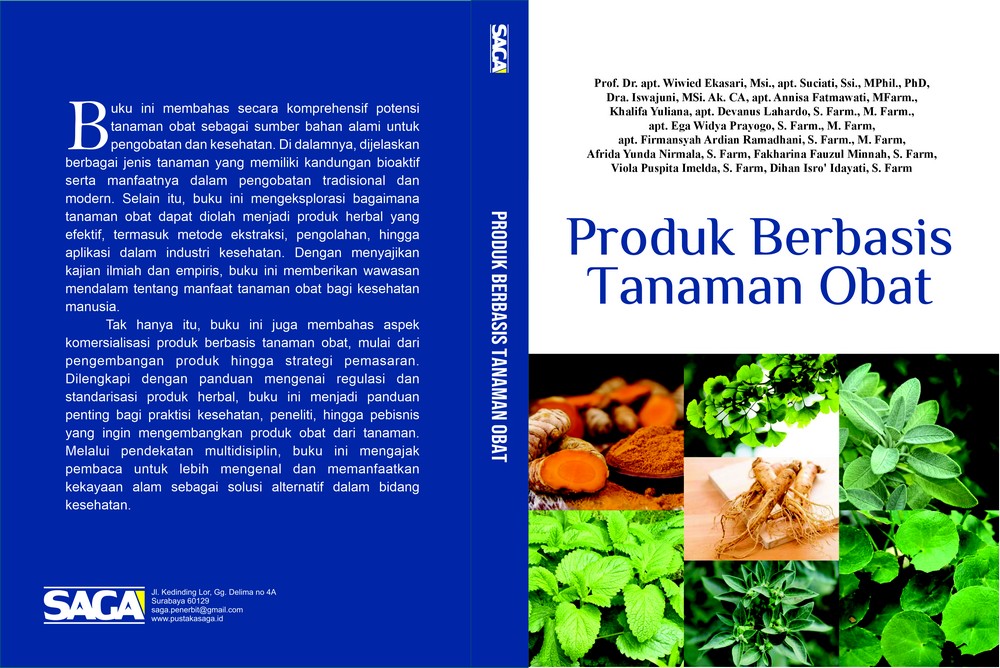 Buku ini membahas secara komprehensif potensi
tanaman obat sebagai sumber bahan alami untuk
pengobatan dan kesehatan. Di dalamnya, dijelaskan
berbagai jenis tanaman yang memiliki kandungan bioaktif
serta manfaatnya dalam pengobatan tradisional dan
modern. Selain itu, buku ini mengeksplorasi bagaimana
tanaman obat dapat diolah menjadi produk herbal yang
efektif, termasuk metode ekstraksi, pengolahan, hingga
aplikasi dalam industri kesehatan. Dengan menyajikan
kajian ilmiah dan empiris, buku ini memberikan wawasan
mendalam tentang manfaat tanaman obat bagi kesehatan
manusia.
Tak hanya itu, buku ini juga membahas aspek
komersialisasi produk berbasis tanaman obat, mulai dari
pengembangan produk hingga strategi pemasaran.
Dilengkapi dengan panduan mengenai regulasi dan
standarisasi produk herbal, buku ini menjadi panduan
penting bagi praktisi kesehatan, peneliti, hingga pebisnis
yang ingin mengembangkan produk obat dari tanaman.
Melalui pendekatan multidisiplin, buku ini mengajak
pembaca untuk lebih mengenal dan memanfaatkan
kekayaan alam sebagai solusi alternatif dalam bidang
kesehatan.
SAGA
Jl. Kedinding Lor, Gg. Delima no 4A
Surabaya 60129
saga.penerbit@gmail.com
www.pustakasaga.id
SAGA
PRODUK BERBASIS TANAMAN OBAT
Prof. Dr. apt. Wiwied Ekasari, Msi., apt. Suciati, Ssi., MPhil., PhD,
Dra. Iswajuni, MSi. Ak. CA, apt. Annisa Fatmawati, MFarm.,
Khalifa Yuliana, apt. Devanus Lahardo, S. Farm., M. Farm.,
apt. Ega Widya Prayogo, S. Farm., M. Farm,
apt. Firmansyah Ardian Ramadhani, S. Farm., M. Farm,
Afrida Yunda Nirmala, S. Farm, Fakharina Fauzul Minnah, S. Farm,
Viola Puspita Imelda, S. Farm, Dihan Isro' Idayati, S. Farm
Produk Berbasis
Tanaman Obat